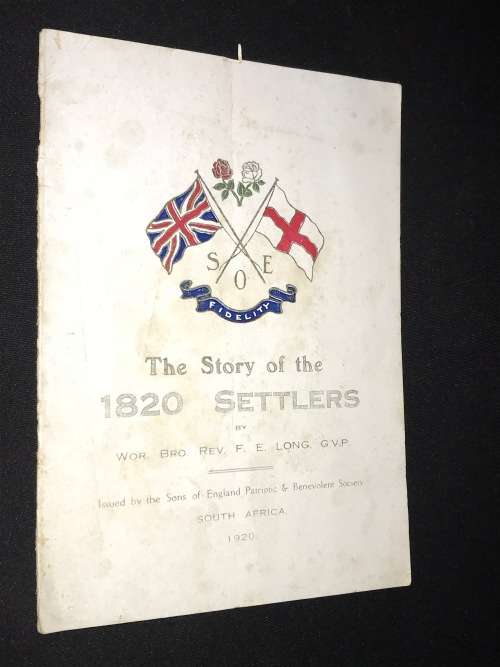 S O E
FIDELITY
The Story of the
1820 SETTLERS
BY
WOR. BRO. REV. F. E. LONG, G.V.P.
Issued by the Sons of England Patriotic & Benevolent Society
SOUTH AFRICA
1920.